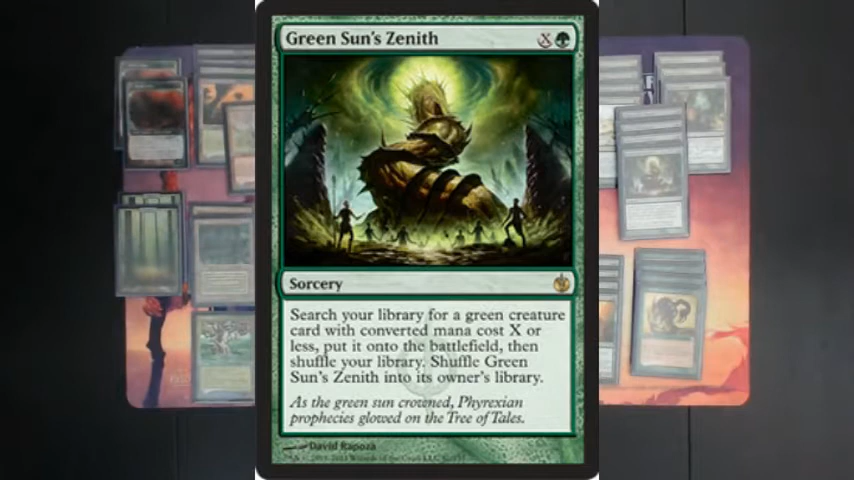 Green Sun's Zenith
X
Sorcery
Search your library for a green creature
card with converted mana cost X or
less, put it onto the battlefield, then
shuffle your library. Shuffle Green
Sun's Zenith into its owner's library.
As the green sun crowned, Phyrexian
prophecies glowed on the Tree of Tales.
David Rapoza